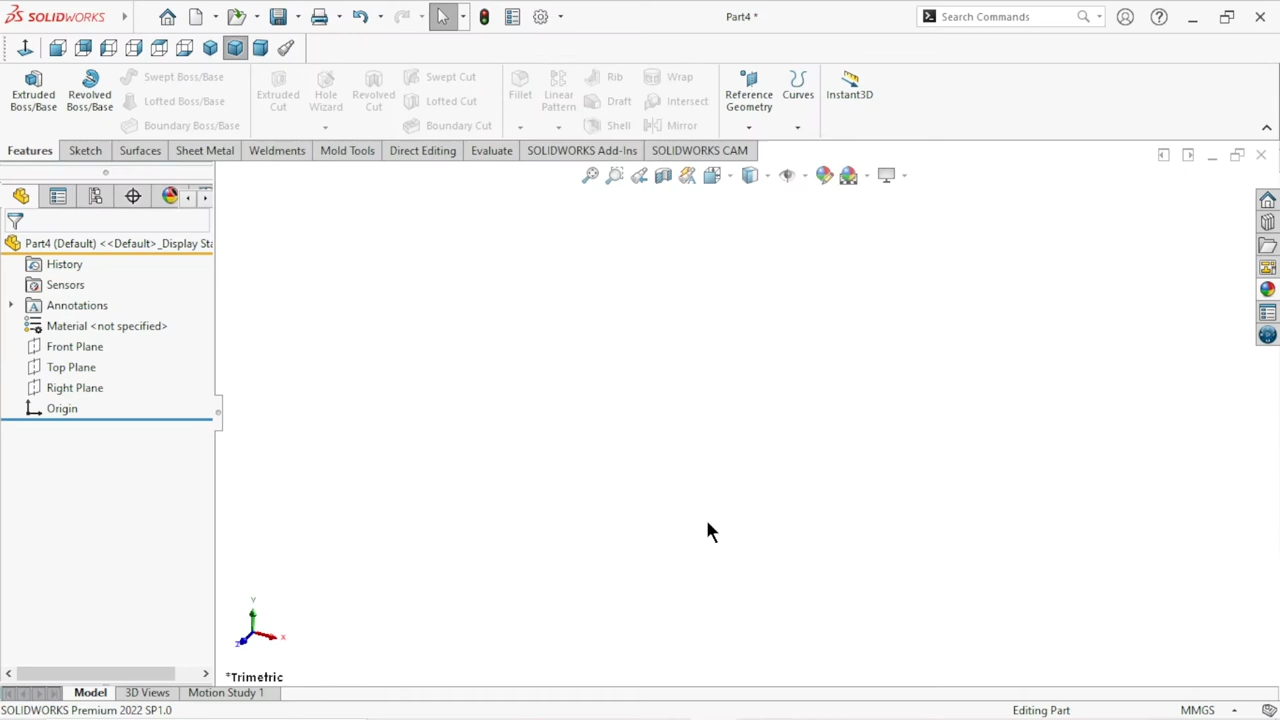 SOLIDWORKS
Part4 *
Search Commands
Extruded Boss/Base
Revolved Boss/Base
Swept Boss/Base
Lofted Boss/Base
Boundary Boss/Base
Extruded Cut
Hole Wizard
Revolved Cut
Swept Cut
Lofted Cut
Boundary Cut
Fillet
Linear Pattern
Rib
Draft
Shell
Wrap
Intersect
Mirror
Reference Geometry
Curves
Instant3D
Features
Sketch
Surfaces
Sheet Metal
Weldments
Mold Tools
Direct Editing
Evaluate
SOLIDWORKS Add-Ins
SOLIDWORKS CAM
Part4 (Default) <<Default>_Display Sta
History
Sensors
Annotations
Material <not specified>
Front Plane
Top Plane
Right Plane
Origin
Y
X
Z
*Trimetric
Model
3D Views
Motion Study 1
SOLIDWORKS Premium 2022 SP1.0
Editing Part
MMGS